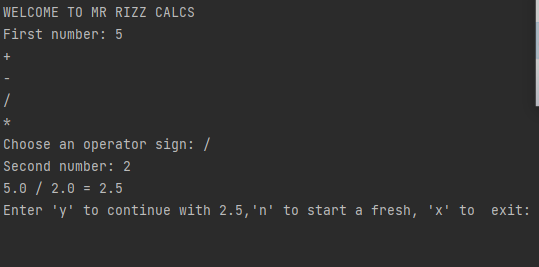 WELCOME TO MR RIZZ CALCS
First number: 5
+
-
/
*
Choose an operator sign: /
Second number: 2
5.0 / 2.0 = 2.5
Enter 'y' to continue with 2.5,'n' to start a fresh, 'x' to  exit: